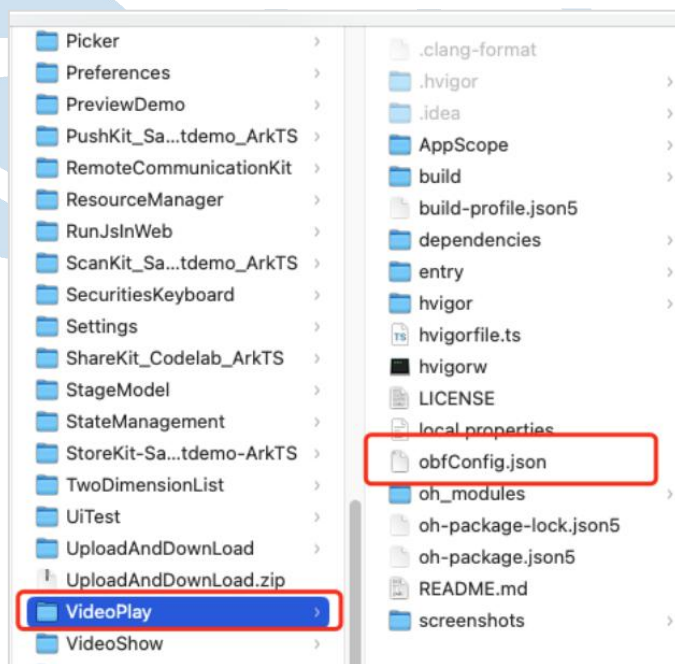 Picker
Preferences
PreviewDemo
PushKit_Sa...tdemo_ArkTS
RemoteCommunicationKit
ResourceManager
RunJsInWeb
ScanKit_Sa...tdemo_ArkTS
SecuritiesKeyboard
Settings
ShareKit_Codelab_ArkTS
StageModel
StateManagement
StoreKit-Sa...tdemo-ArkTS
TwoDimensionList
UiTest
UploadAndDownLoad
UploadAndDownLoad.zip
VideoPlay
VideoShow
.clang-format
.hvigor
.idea
AppScope
build
build-profile.json5
dependencies
entry
hvigor
TS hvigorfile.ts
hvigorw
LICENSE
local.properties
obfConfig.json
oh_modules
oh-package-lock.json5
oh-package.json5
README.md
screenshots